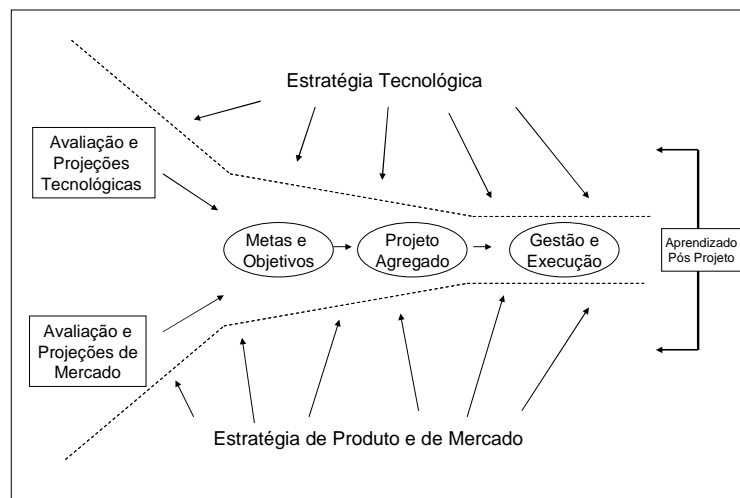 Estratégia Tecnológica
Avaliação e
Projeções
Tecnológicas
Metas e
Objetivos
Projeto
Agregado
Gestão e
Execução
Aprendizado
Pós Projeto
Avaliação e
Projeções de
Mercado
Estratégia de Produto e de Mercado